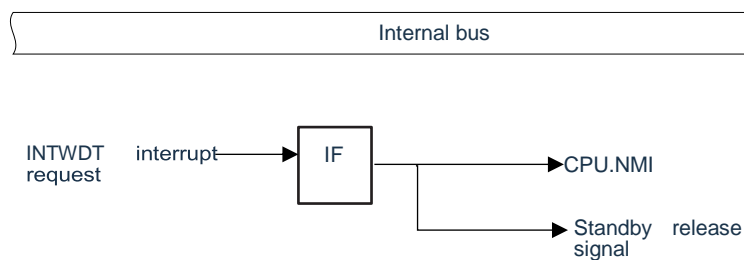 Internal bus
INTWDT interrupt
request
IF
CPU.NMI
Standby release
signal